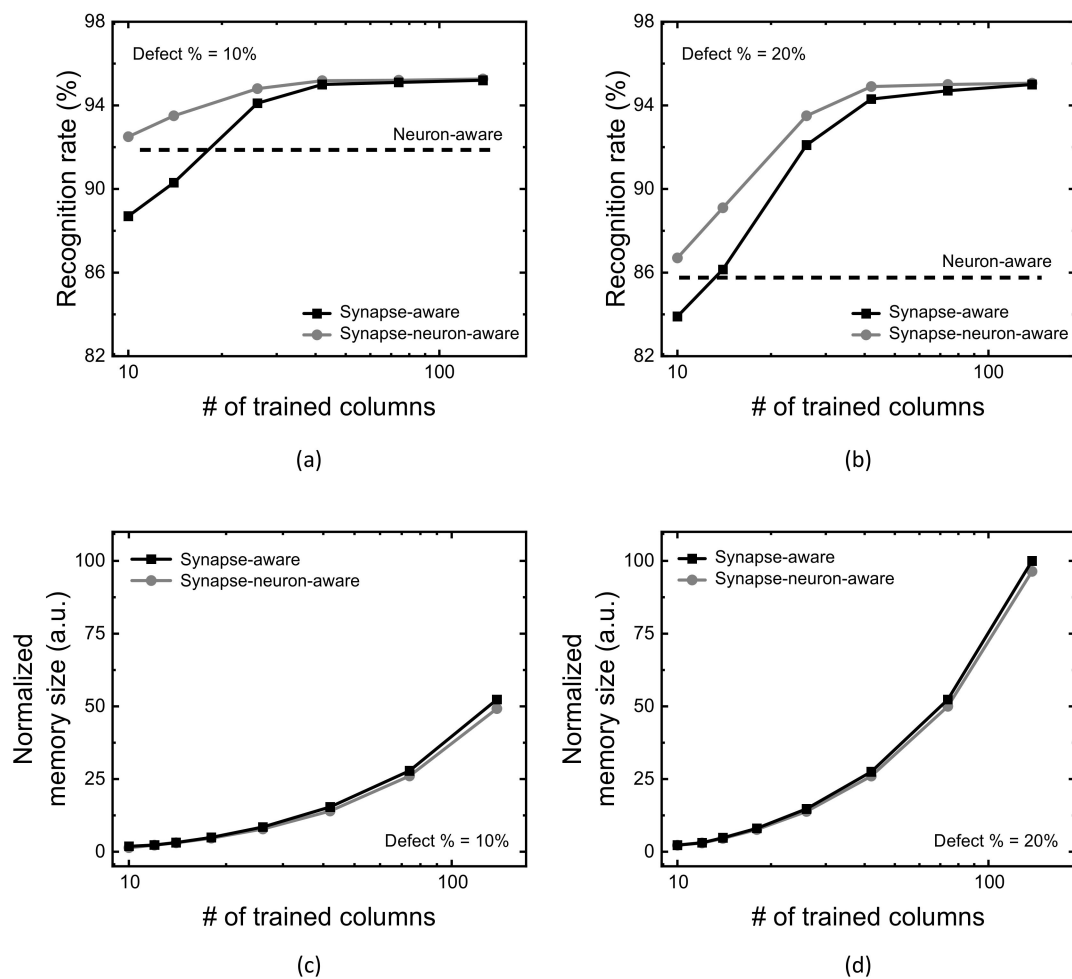 98
94
90
86
82
Recognition rate (%)
Defect % = 10%
Neuron-aware
Synapse-aware
Synapse-neuron-aware
10
100
# of trained columns
(a)
98
94
90
86
82
Recognition rate (%)
Defect % = 20%
Neuron-aware
Synapse-aware
Synapse-neuron-aware
10
100
# of trained columns
(b)
100
75
50
25
0
Normalized
memory size (a.u.)
Synapse-aware
Synapse-neuron-aware
Defect % = 10%
10
100
# of trained columns
(c)
100
75
50
25
0
Normalized
memory size (a.u.)
Synapse-aware
Synapse-neuron-aware
Defect % = 20%
10
100
# of trained columns
(d)